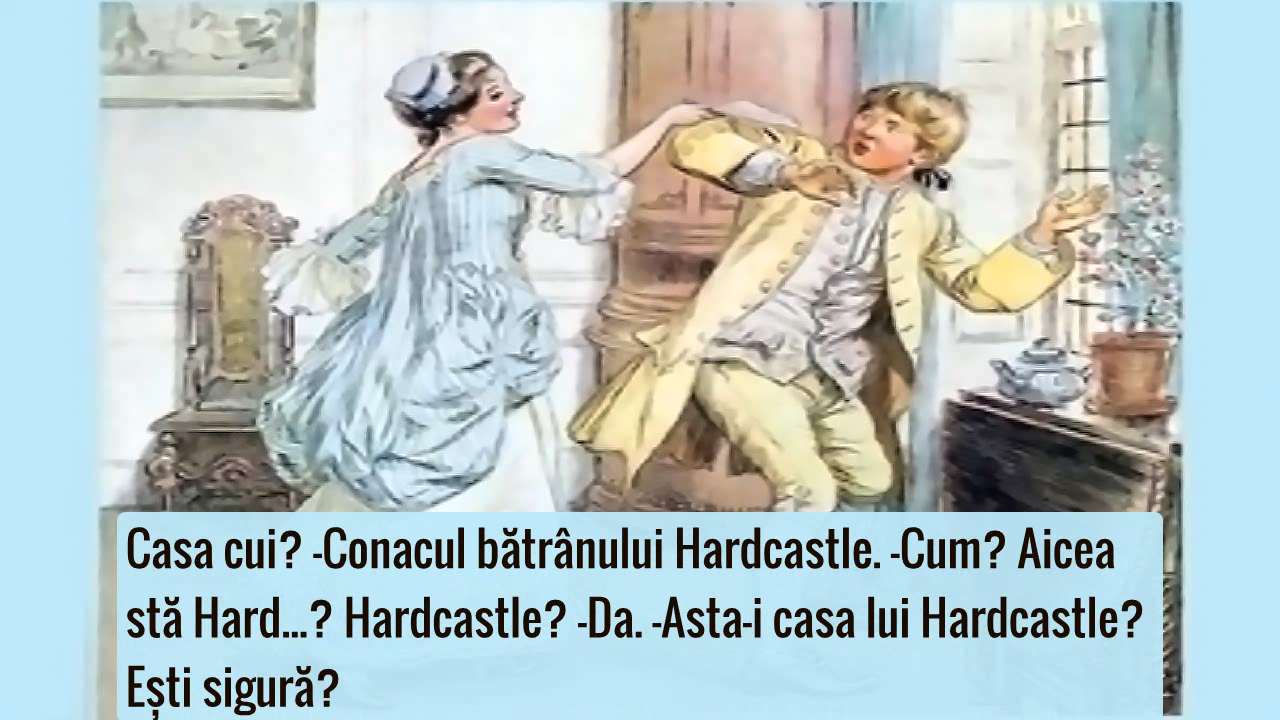 Casa cui? -Conacul bătrânului Hardcastle. -Cum? Aicea
stă Hard...? Hardcastle? -Da. -Asta-i casa lui Hardcastle?
Ești sigură?